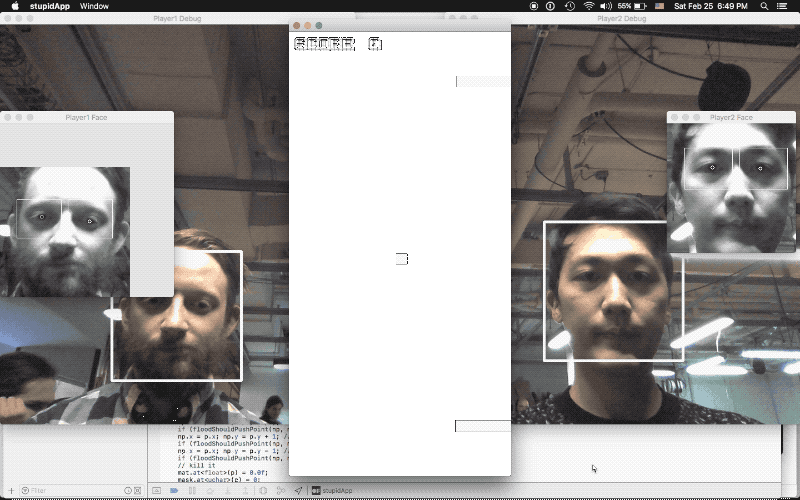 stupidApp Window 55% Sat Feb 25 6:49 PM
Player1 Debug
Player2 Debug
Player1 Face
Player2 Face
if (floodShouldPushPoint(np,
np.x = p.x; np.y = p.y + 1; //
if (floodShouldPushPoint(np,
np.x = p.x; np.y = p.y - 1; //
if (floodShouldPushPoint(np,
// kill it
mat.at<float>(p) = 0.0f;
mask.at<uchar>(p) = 0;
Filter
stupidApp